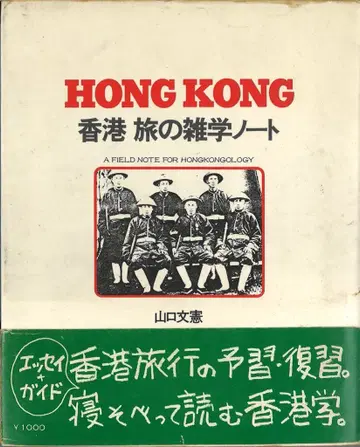 HONG KONG
香港 旅の雑学ノート
A FIELD NOTE FOR HONGKONGOLOGY
山口文憲
エッセイ
+
ガイド
香港旅行の予習・復習。
寝そべって読む香港学。
¥1000